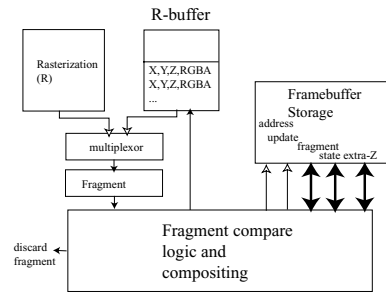 R-buffer
Rasterization
(R)
X,Y,Z,RGBA
X,Y,Z,RGBA
...
Framebuffer
Storage
address
update
fragment
state extra-Z
multiplexor
Fragment
Fragment compare
logic and
compositing
discard
fragment